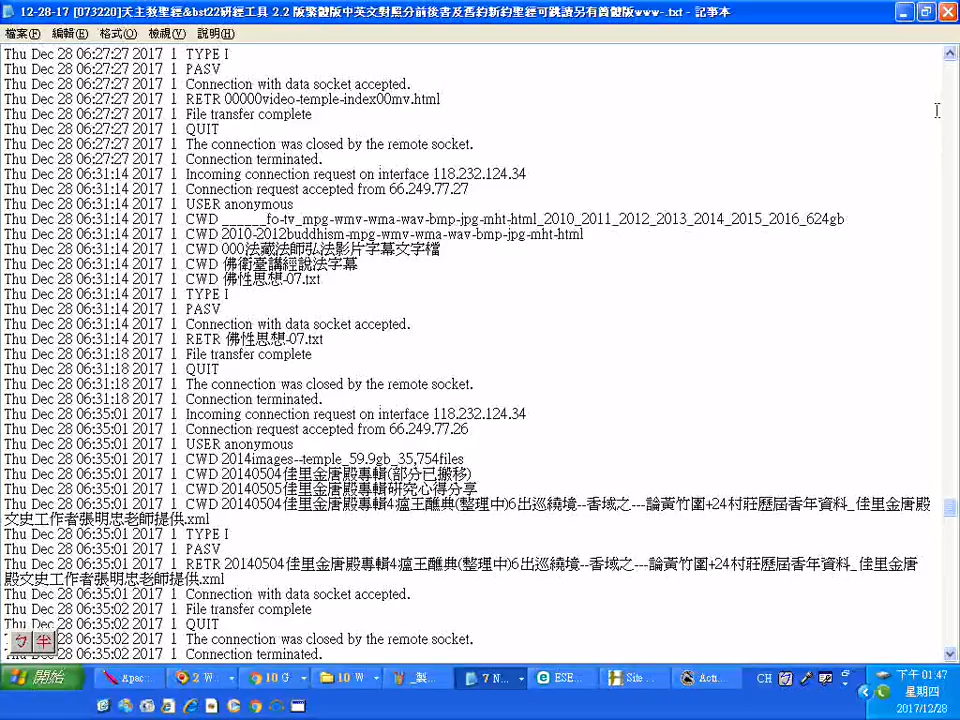 12-28-17 [073220]天主教聖經&bst22研經工具 2.2 版繁體版中英文對照分前後書及舊約新約聖經可跳讀另有簡體版www-.txt - 記事本
檔案(F) 編輯(E) 格式(O) 檢視(V) 說明(H)
Thu Dec 28 06:27:27 2017 1 TYPE I
Thu Dec 28 06:27:27 2017 1 PASV
Thu Dec 28 06:27:27 2017 1 Connection with data socket accepted.
Thu Dec 28 06:27:27 2017 1 RETR 00000video-temple-index00mv.html
Thu Dec 28 06:27:27 2017 1 File transfer complete
Thu Dec 28 06:27:27 2017 1 QUIT
Thu Dec 28 06:27:27 2017 1 The connection was closed by the remote socket.
Thu Dec 28 06:27:27 2017 1 Connection terminated.
Thu Dec 28 06:31:14 2017 1 Incoming connection request on interface 118.232.124.34
Thu Dec 28 06:31:14 2017 1 Connection request accepted from 66.249.77.27
Thu Dec 28 06:31:14 2017 1 USER anonymous
Thu Dec 28 06:31:14 2017 1 CWD ______fo-tv_mpg-wmv-wma-wav-bmp-jpg-mht-html_2010_2011_2012_2013_2014_2015_2016_624gb
Thu Dec 28 06:31:14 2017 1 CWD 2010-2012buddhism-mpg-wmv-wma-wav-bmp-jpg-mht-html
Thu Dec 28 06:31:14 2017 1 CWD 000法藏法師弘法影片字幕文字檔
Thu Dec 28 06:31:14 2017 1 CWD 佛衛臺講經說法字幕
Thu Dec 28 06:31:14 2017 1 CWD 佛性思想-07.txt
Thu Dec 28 06:31:14 2017 1 TYPE I
Thu Dec 28 06:31:14 2017 1 PASV
Thu Dec 28 06:31:14 2017 1 Connection with data socket accepted.
Thu Dec 28 06:31:14 2017 1 RETR 佛性思想-07.txt
Thu Dec 28 06:31:18 2017 1 File transfer complete
Thu Dec 28 06:31:18 2017 1 QUIT
Thu Dec 28 06:31:18 2017 1 The connection was closed by the remote socket.
Thu Dec 28 06:31:18 2017 1 Connection terminated.
Thu Dec 28 06:35:01 2017 1 Incoming connection request on interface 118.232.124.34
Thu Dec 28 06:35:01 2017 1 Connection request accepted from 66.249.77.26
Thu Dec 28 06:35:01 2017 1 USER anonymous
Thu Dec 28 06:35:01 2017 1 CWD 2014images--temple_59.9gb_35,754files
Thu Dec 28 06:35:01 2017 1 CWD 20140504佳里金唐殿專輯(部分已搬移)
Thu Dec 28 06:35:01 2017 1 CWD 20140505佳里金唐殿專輯研究心得分享
Thu Dec 28 06:35:01 2017 1 CWD 20140504佳里金唐殿專輯4爐王醮典(整理中)6出巡繞境--香域之---論黃竹圍+24村莊歷屆香年資料_佳里金唐殿
文史工作者張明忠老師提供.xml
Thu Dec 28 06:35:01 2017 1 TYPE I
Thu Dec 28 06:35:01 2017 1 PASV
Thu Dec 28 06:35:01 2017 1 RETR 20140504佳里金唐殿專輯4爐王醮典(整理中)6出巡繞境--香域之---論黃竹圍+24村莊歷屆香年資料_佳里金唐
殿文史工作者張明忠老師提供.xml
Thu Dec 28 06:35:01 2017 1 Connection with data socket accepted.
Thu Dec 28 06:35:02 2017 1 File transfer complete
Thu Dec 28 06:35:02 2017 1 QUIT
Thu Dec 28 06:35:02 2017 1 The connection was closed by the remote socket.
06:35:02 2017 1 Connection terminated.
ㄅ 半
開始 Apac... 2 W... 10 G... 10 W... _製... 7 N... ESE... Site ... Acti... CH 下午 01:47
星期四
2017/12/28